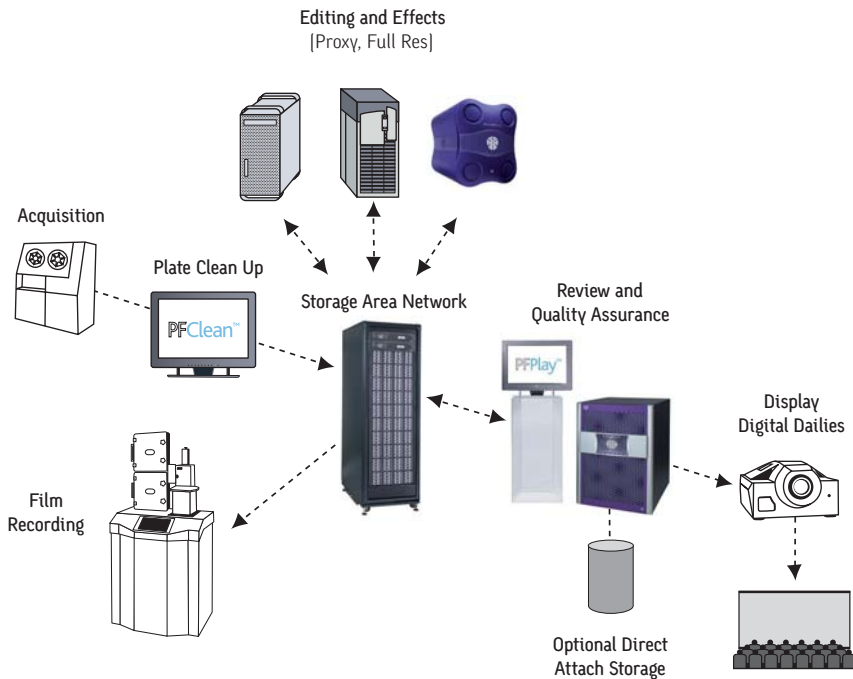 Editing and Effects
(Proxy, Full Res)
Acquisition
Plate Clean Up
PFClean™
Storage Area Network
Review and
Quality Assurance
PFPlay™
Display
Digital Dailies
Film
Recording
Optional Direct
Attach Storage